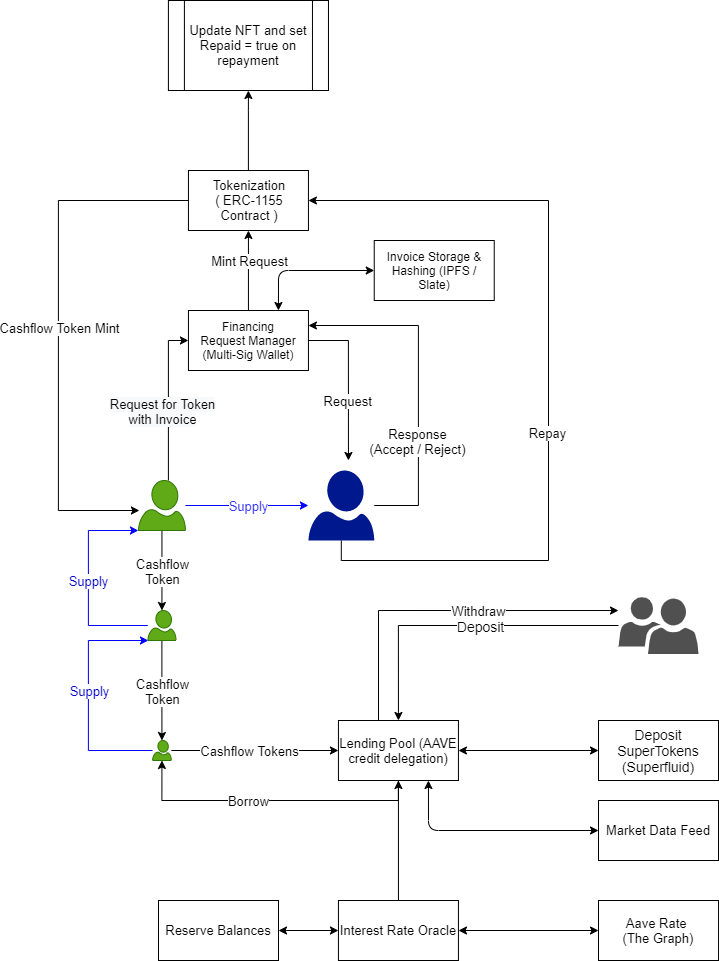 Update NFT and set
Repaid = true on
repayment
Tokenization
( ERC-1155
Contract )
Mint Request
Invoice Storage &
Hashing (IPFS /
Slate)
Cashflow Token Mint
Financing
Request Manager
(Multi-Sig Wallet)
Request for Token
with Invoice
Request
Response
(Accept / Reject)
Repay
Supply
Cashflow
Token
Supply
Withdraw
Deposit
Cashflow
Token
Supply
Cashflow Tokens
Lending Pool (AAVE
credit delegation)
Deposit
SuperTokens
(Superfluid)
Borrow
Market Data Feed
Reserve Balances
Interest Rate Oracle
Aave Rate
(The Graph)